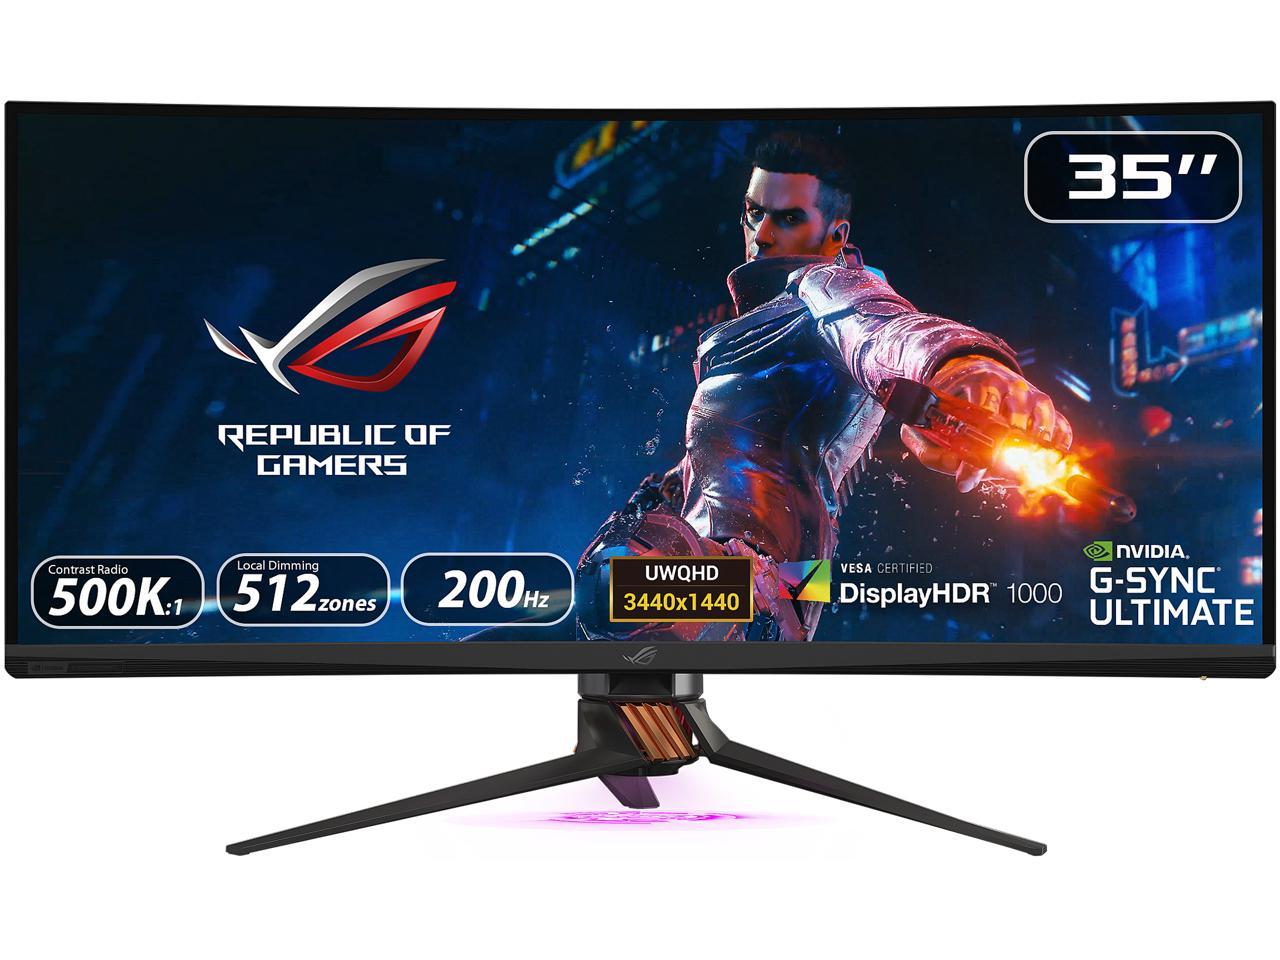 35"
REPUBLIC OF
GAMERS
Contrast Radio
500K:1
Local Dimming
512zones
200Hz
UWQHD
3440x1440
VESA CERTIFIED
DisplayHDR™ 1000
NVIDIA.
G-SYNC®
ULTIMATE